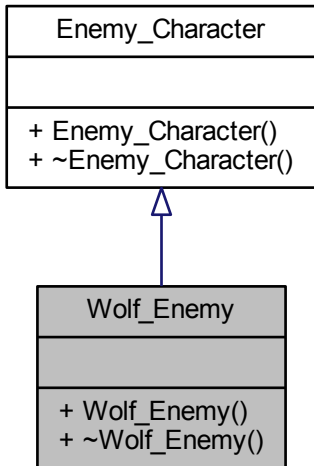 Enemy_Character
+ Enemy_Character()
+ ~Enemy_Character()
Wolf_Enemy
+ Wolf_Enemy()
+ ~Wolf_Enemy()